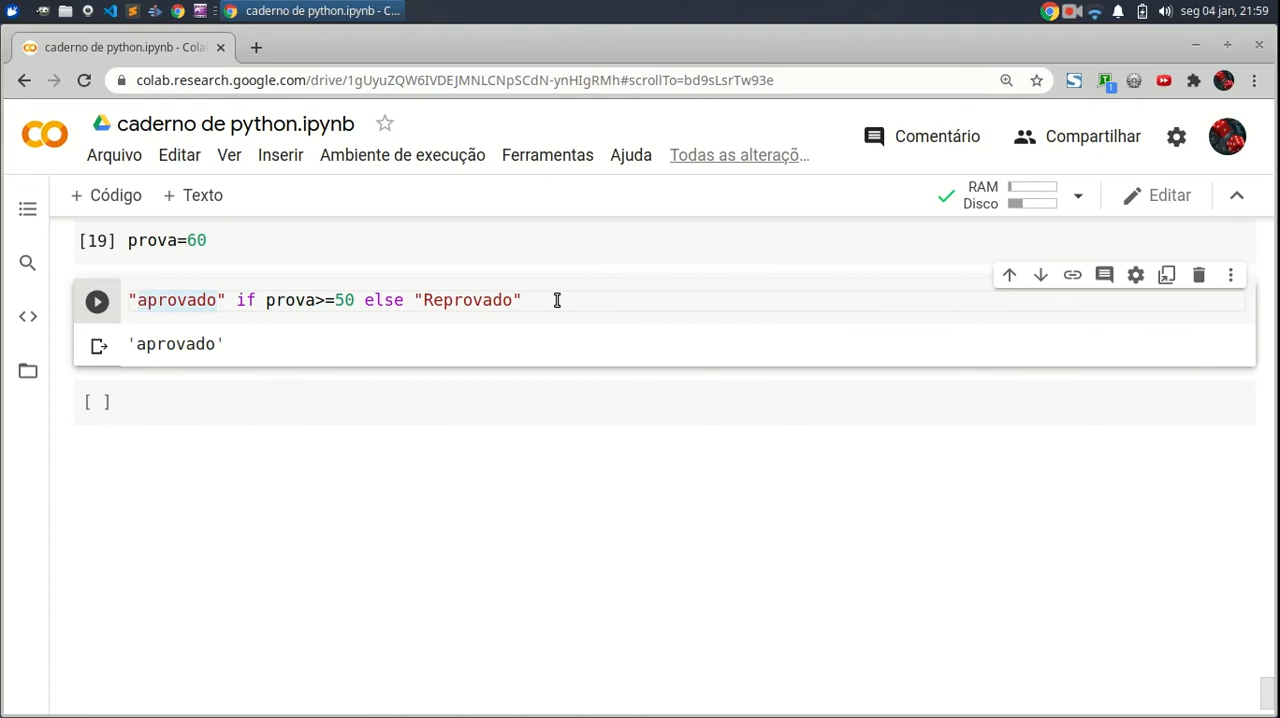 caderno de python.ipynb - C...
seg 04 jan, 21:59
caderno de python.ipynb - Cola
colab.research.google.com/drive/1gUyuZQW6IVDEJMNLCNpSCdN-ynHIgRMh#scrollTo=bd9sLsrTw93e
1
caderno de python.ipynb
Comentário
Compartilhar
Arquivo Editar Ver Inserir Ambiente de execução Ferramentas Ajuda Todas as alteraçõ...
+ Código + Texto
RAM
Disco
Editar
[19] prova=60
"aprovado" if prova>=50 else "Reprovado"
'aprovado'
[ ]